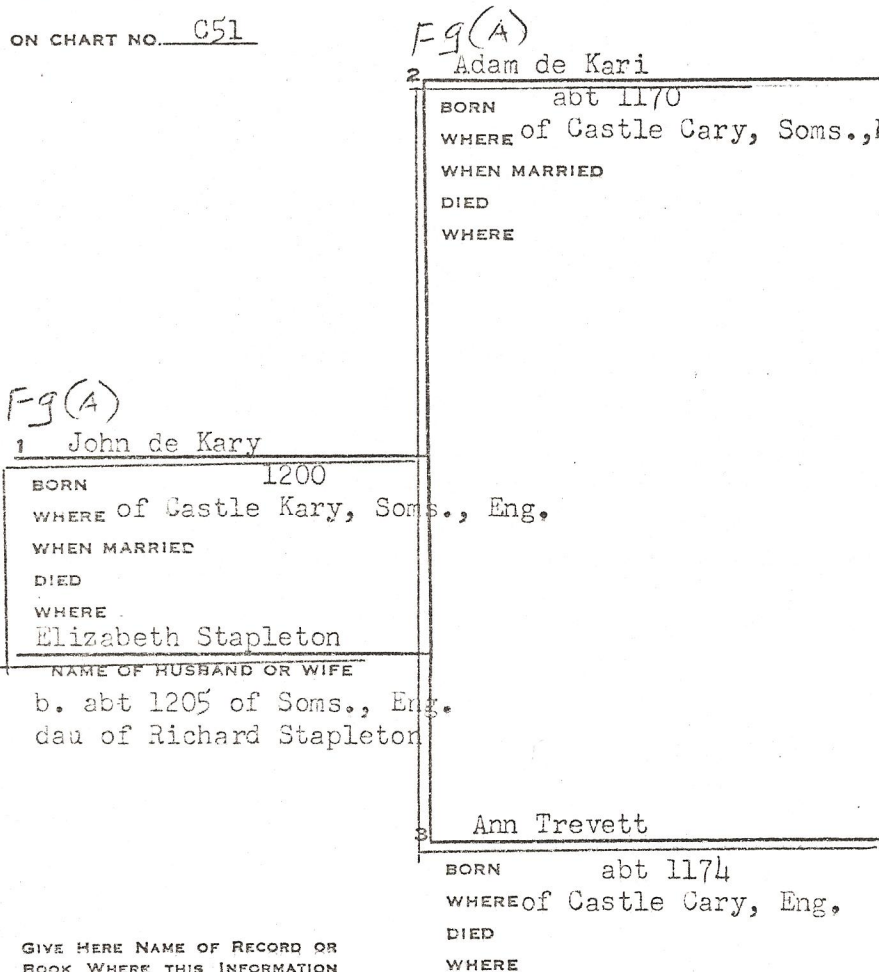 ON CHART NO. C51
Fg(A)
2 Adam de Kari
BORN abt 1170
WHERE of Castle Cary, Soms.,
WHEN MARRIED
DIED
WHERE
Fg(A)
1 John de Kary
BORN 1200
WHERE of Castle Kary, Soms., Eng.
WHEN MARRIED
DIED
WHERE
Elizabeth Stapleton
NAME OF HUSBAND OR WIFE
b. abt 1205 of Soms., Eng.
dau of Richard Stapleton
3 Ann Trevett
BORN abt 1174
WHERE of Castle Cary, Eng.
DIED
WHERE
GIVE HERE NAME OF RECORD OR
BOOK WHERE THIS INFORMATION